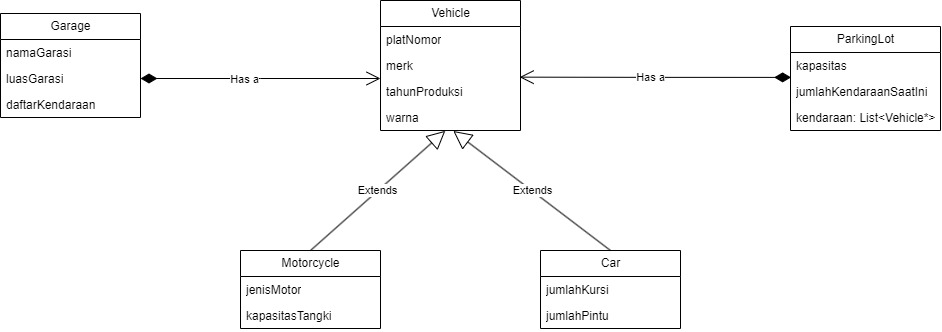 Garage
namaGarasi
luasGarasi
daftarKendaraan
Has a
Vehicle
platNomor
merk
tahunProduksi
warna
Has a
ParkingLot
kapasitas
jumlahKendaraanSaatIni
kendaraan: List<Vehicle*>
Extends
Extends
Motorcycle
jenisMotor
kapasitasTangki
Car
jumlahKursi
jumlahPintu